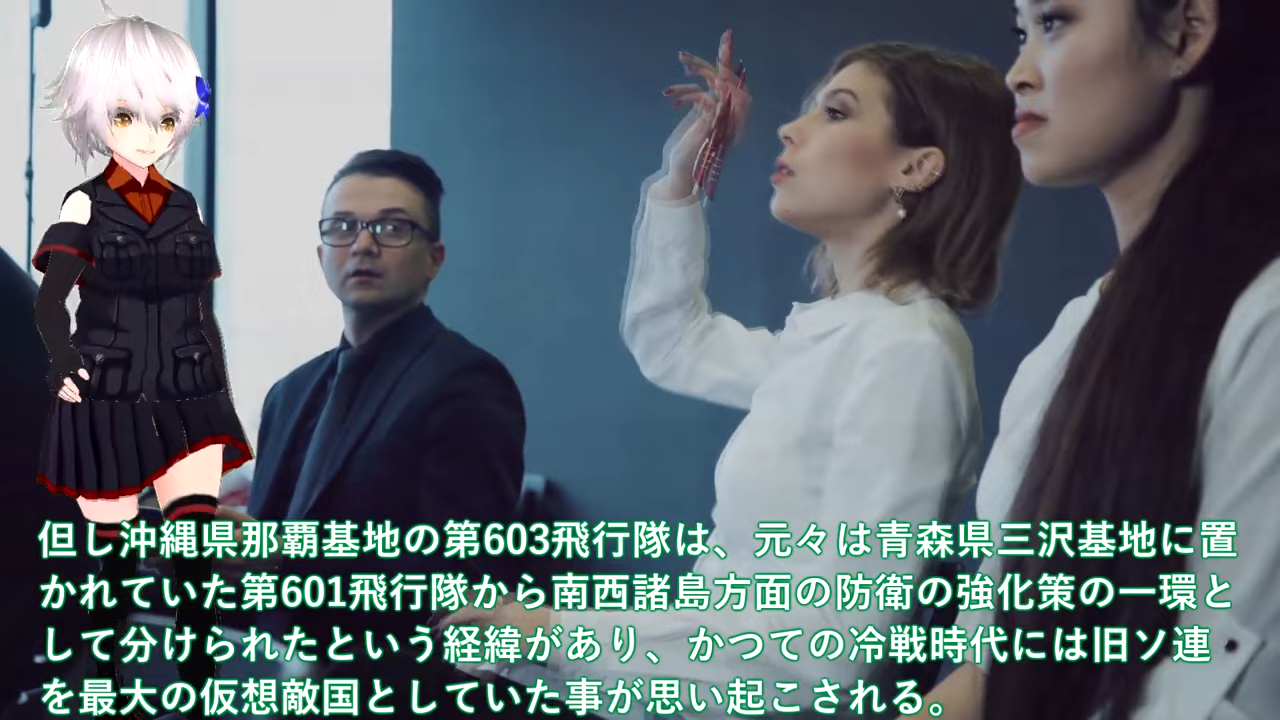 但し沖縄県那覇基地の第603飛行隊は、元々は青森県三沢基地に置
かれていた第601飛行隊から南西諸島方面の防衛の強化策の一環と
して分けられたという経緯があり、かつての冷戦時代には旧ソ連
を最大の仮想敵国としていた事が思い起こされる。